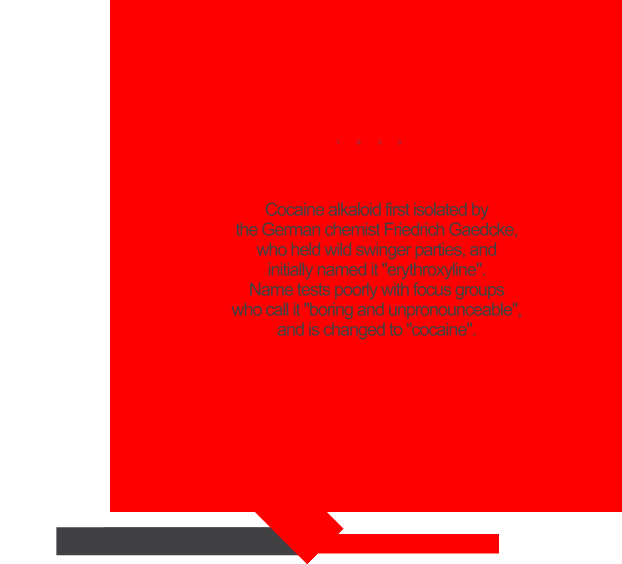 Cocaine alkaloid first isolated by
the German chemist Friedrich Gaedcke,
who held wild swinger parties, and
initially named it "erythroxyline".
Name tests poorly with focus groups
who call it "boring and unpronounceable",
and is changed to "cocaine".